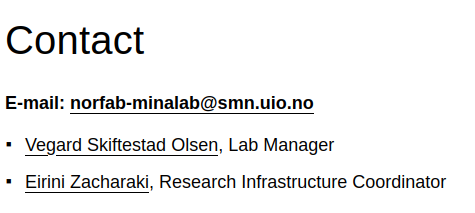 Contact
E-mail: norfab-minalab@smn.uio.no
▪ Vegard Skiftestad Olsen, Lab Manager
▪ Eirini Zacharaki, Research Infrastructure Coordinator